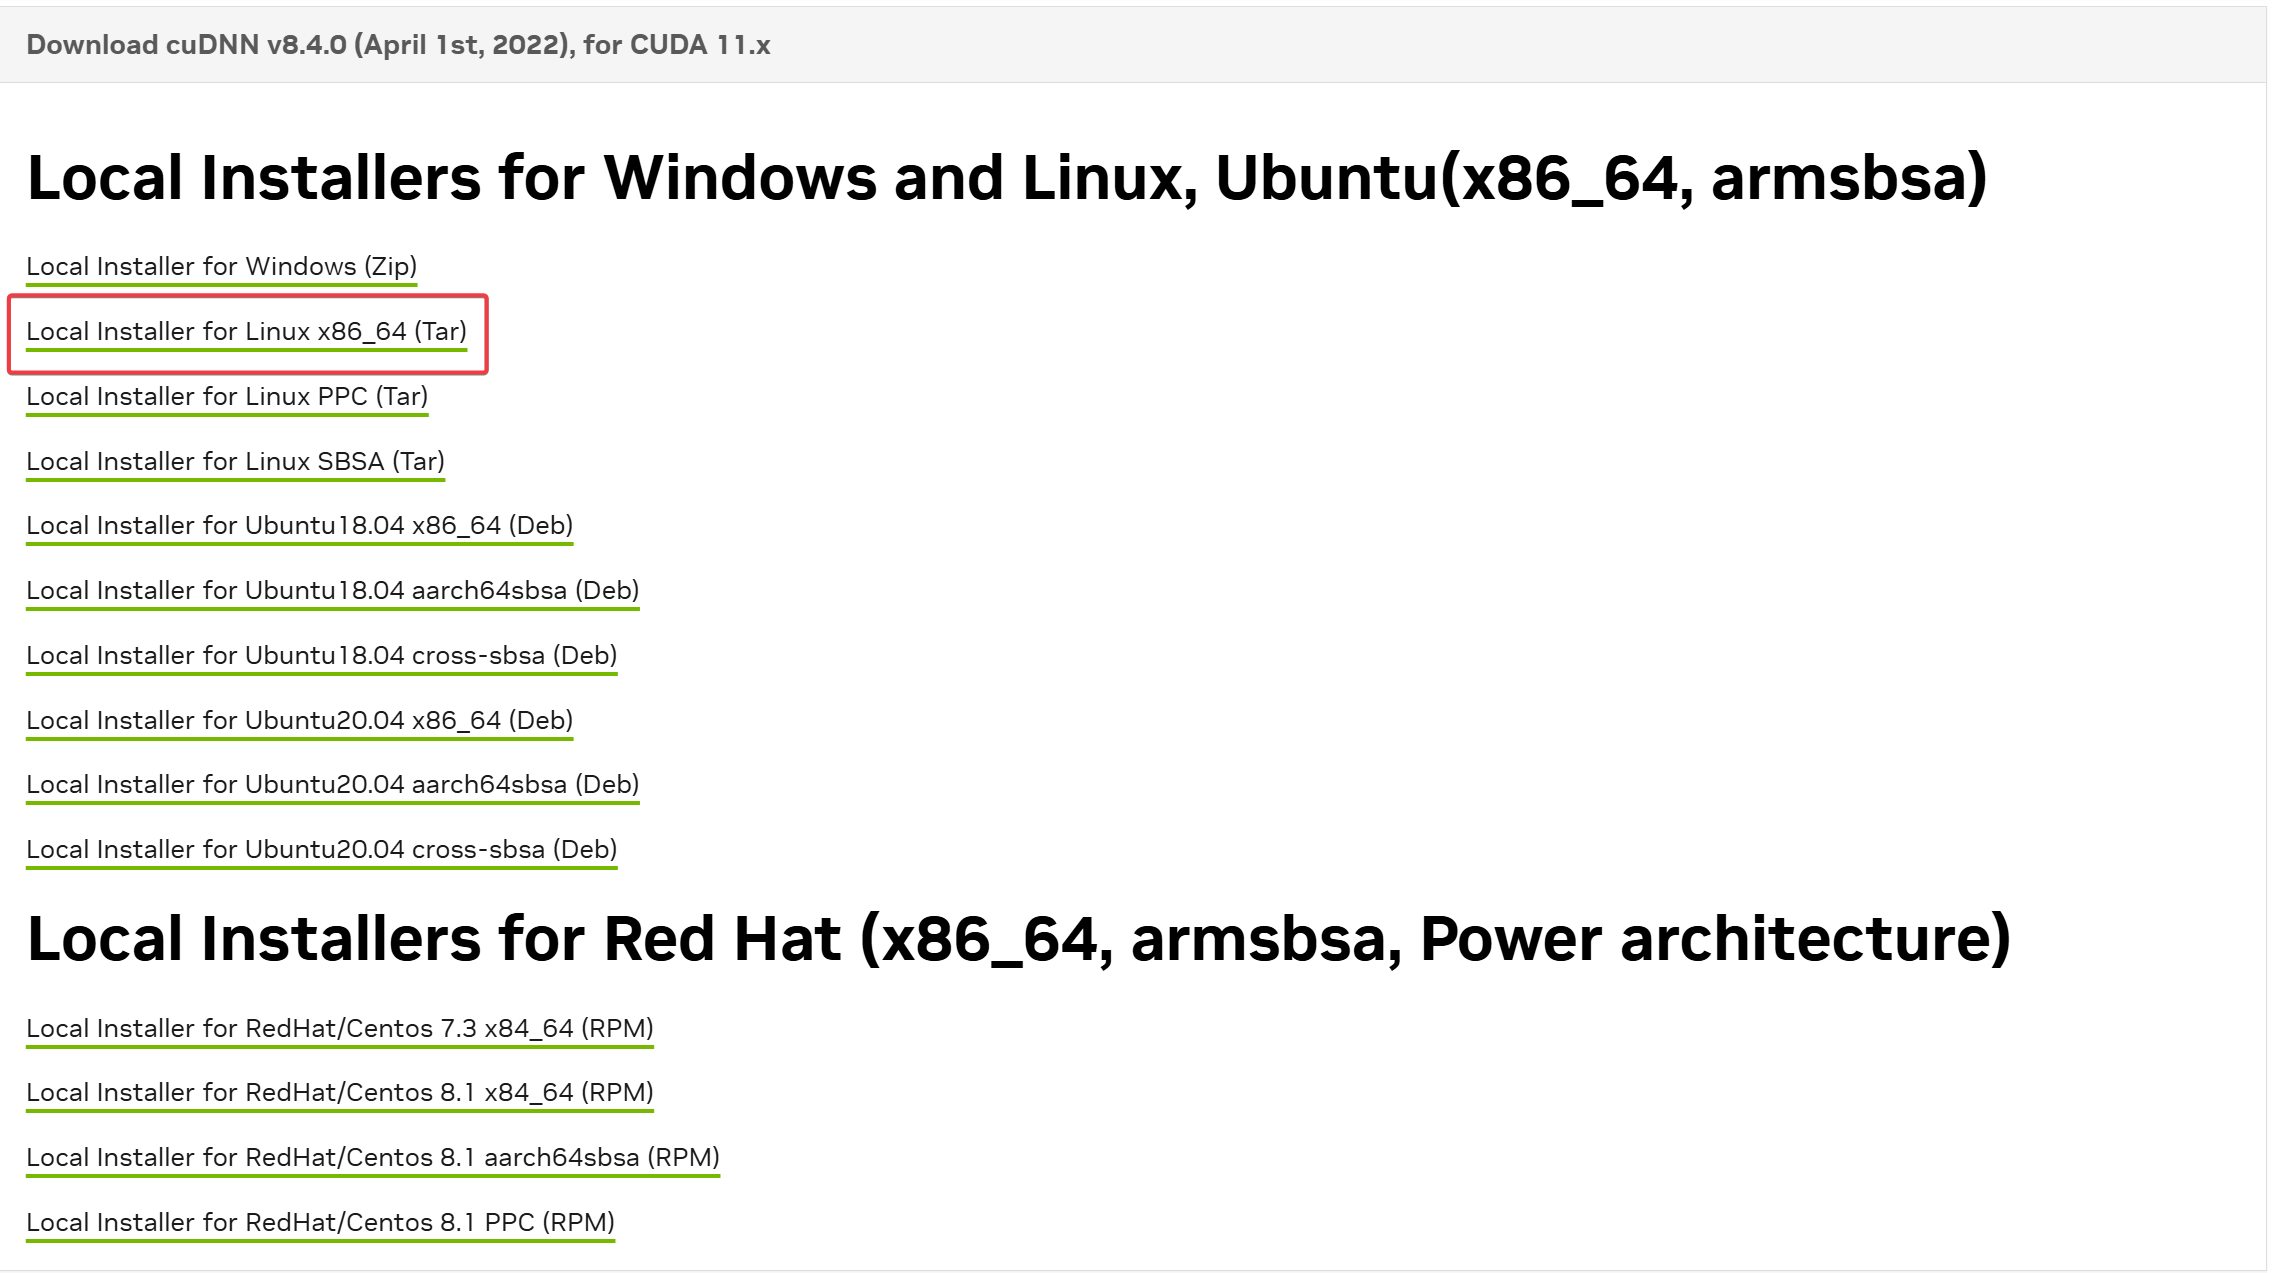 Download cuDNN v8.4.0 (April 1st, 2022), for CUDA 11.x
Local Installers for Windows and Linux, Ubuntu(x86_64, armsbsa)
Local Installer for Windows (Zip)
Local Installer for Linux x86_64 (Tar)
Local Installer for Linux PPC (Tar)
Local Installer for Linux SBSA (Tar)
Local Installer for Ubuntu18.04 x86_64 (Deb)
Local Installer for Ubuntu18.04 aarch64sbsa (Deb)
Local Installer for Ubuntu18.04 cross-sbsa (Deb)
Local Installer for Ubuntu20.04 x86_64 (Deb)
Local Installer for Ubuntu20.04 aarch64sbsa (Deb)
Local Installer for Ubuntu20.04 cross-sbsa (Deb)
Local Installers for Red Hat (x86_64, armsbsa, Power architecture)
Local Installer for RedHat/Centos 7.3 x84_64 (RPM)
Local Installer for RedHat/Centos 8.1 x84_64 (RPM)
Local Installer for RedHat/Centos 8.1 aarch64sbsa (RPM)
Local Installer for RedHat/Centos 8.1 PPC (RPM)